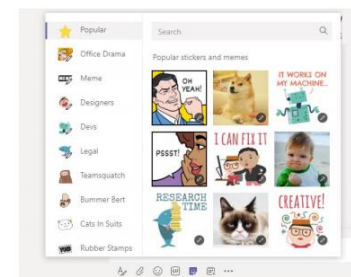 Popular
Office Drama
Meme
Designers
Devs
Legal
Teamsquatch
Bummer Bert
Cats In Suits
Rubber Stamps
Search
Popular stickers and memes
OH
YEAH!
IT WORKS ON
MY MACHINE...
PSSST!
I CAN FIX IT
RESEARCH
TIME
CREATIVE!
GIF